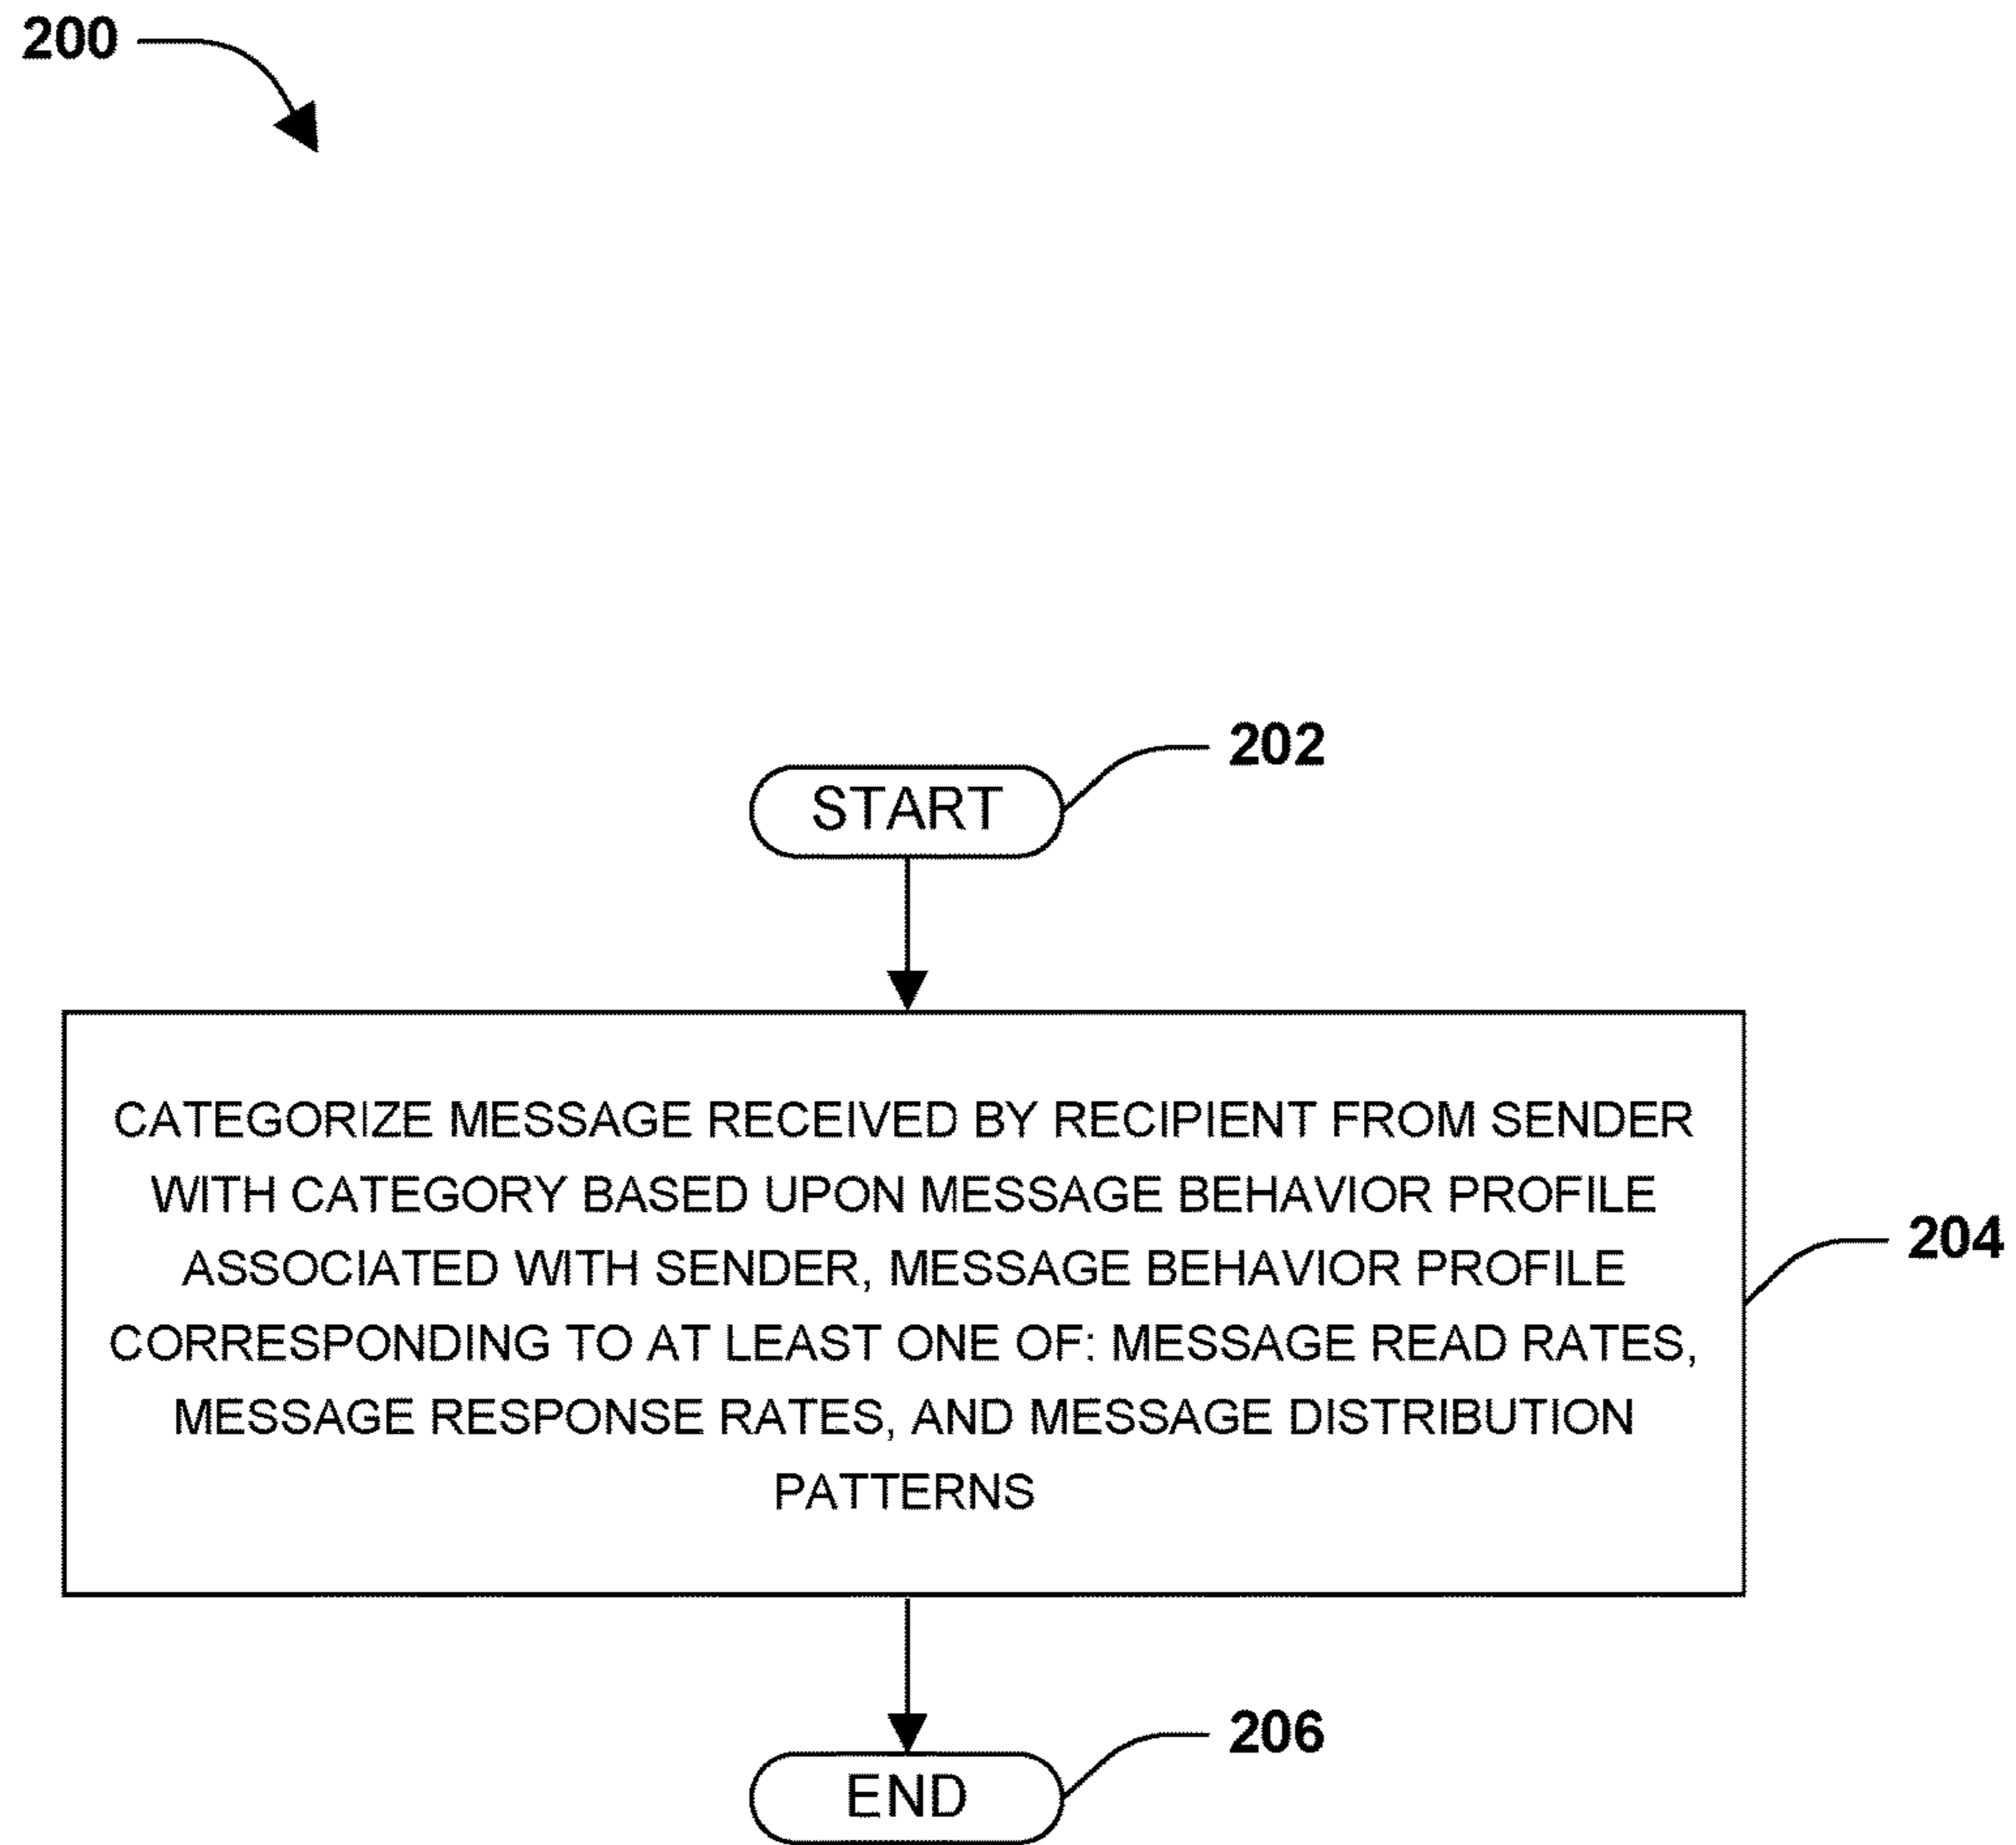 200
202
START
CATEGORIZE MESSAGE RECEIVED BY RECIPIENT FROM SENDER
WITH CATEGORY BASED UPON MESSAGE BEHAVIOR PROFILE
ASSOCIATED WITH SENDER, MESSAGE BEHAVIOR PROFILE
CORRESPONDING TO AT LEAST ONE OF: MESSAGE READ RATES,
MESSAGE RESPONSE RATES, AND MESSAGE DISTRIBUTION
PATTERNS
204
206
END